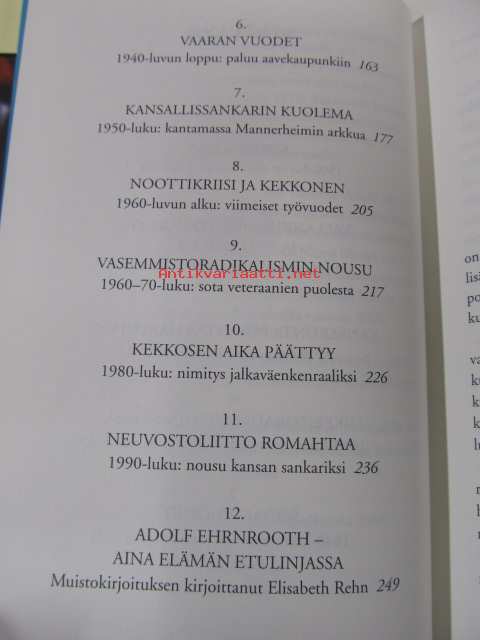 6.
VAARAN VUODET
1940-luvun loppu: paluu aavekaupunkiin 163
7.
KANSALLISSANKARIN KUOLEMA
1950-luku: kantamassa Mannerheimin arkkua 177
8.
NOOTTIKRIISI JA KEKKONEN
1960-luvun alku: viimeiset työvuodet 205
9.
VASEMMISTORADIKALISMIN NOUSU
Antikvariaatti.net
1960–70-luku: sota veteraanien puolesta 217
10.
KEKKOSEN AIKA PÄÄTTYY
1980-luku: nimitys jalkaväenkenraaliksi 226
11.
NEUVOSTOLIITTO ROMAHTAA
1990-luku: nousu kansan sankariksi 236
12.
ADOLF EHRNROOTH –
AINA ELÄMÄN ETULINJASSA
Muistokirjoituksen kirjoittanut Elisabeth Rehn 249